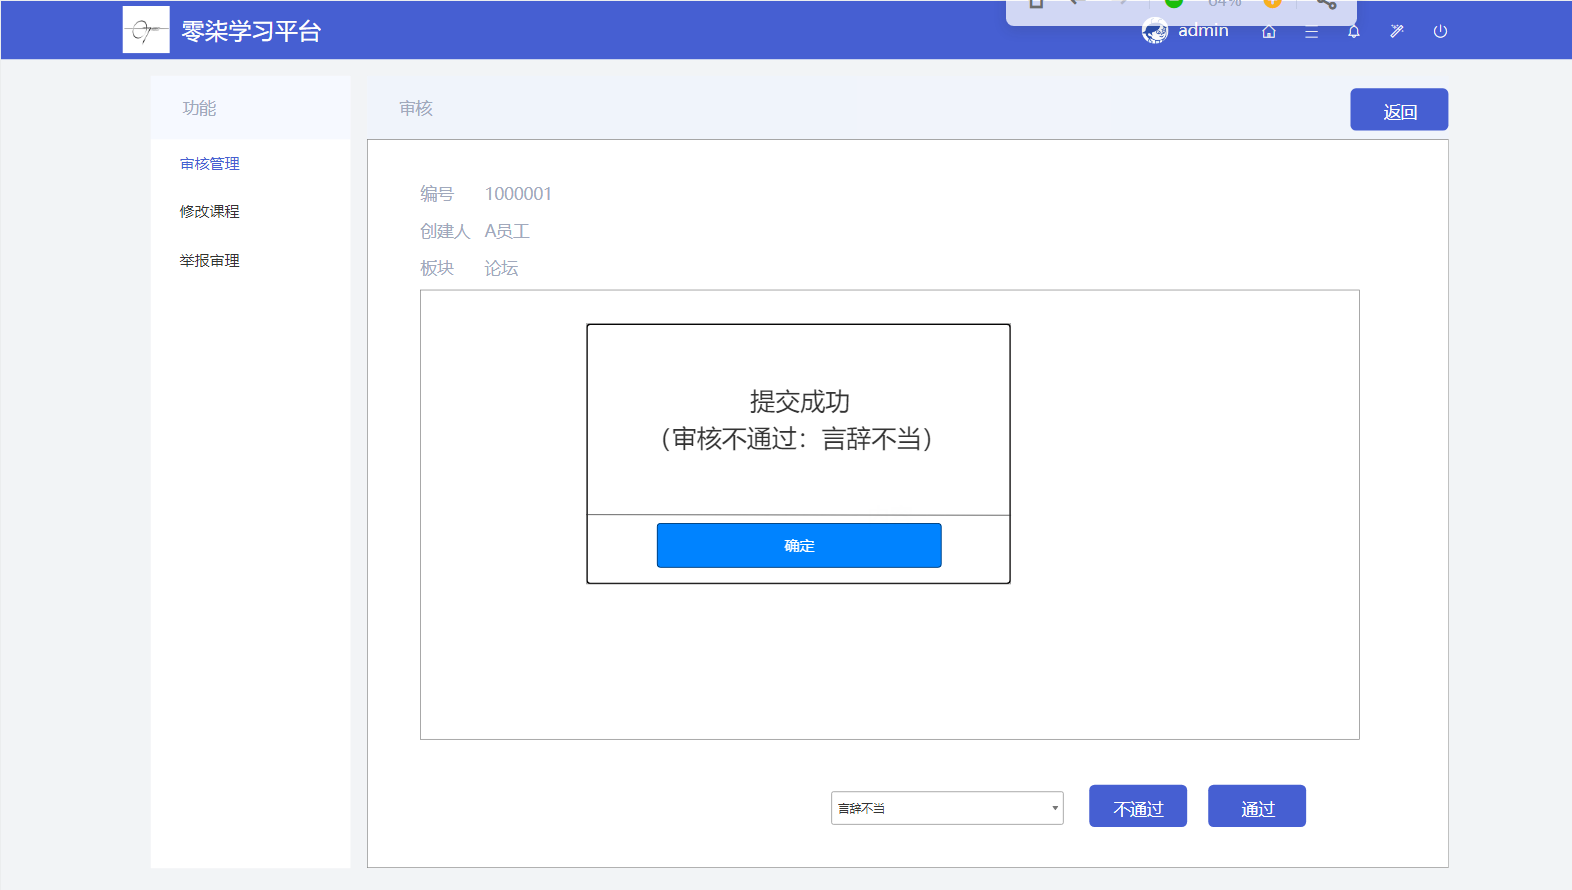 64%
零柒学习平台
admin
功能
审核
返回
审核管理
修改课程
举报审理
编号 1000001
创建人 A员工
板块 论坛
提交成功
（审核不通过：言辞不当）
确定
言辞不当
不通过
通过